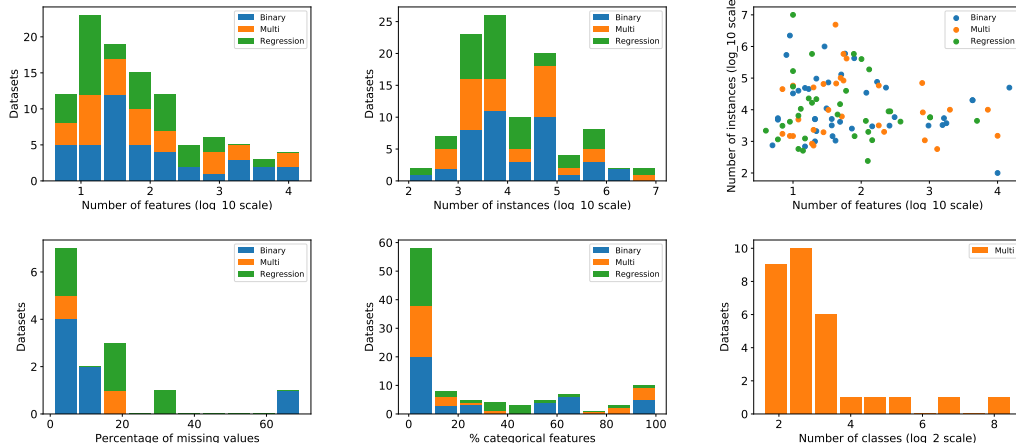 Datasets
20
15
10
5
0
1
2
3
4
Number of features (log_10 scale)
Binary
Multi
Regression
Datasets
25
20
15
10
5
0
2
3
4
5
6
7
Number of instances (log_10 scale)
Binary
Multi
Regression
Number of instances (log_10 scale)
7
6
5
4
3
2
1
2
3
4
Number of features (log_10 scale)
Binary
Multi
Regression
Datasets
6
4
2
0
0
20
40
60
Percentage of missing values
Binary
Multi
Regression
Datasets
60
50
40
30
20
10
0
0
20
40
60
80
100
% categorical features
Binary
Multi
Regression
Datasets
10
8
6
4
2
0
2
4
6
8
Number of classes (log_2 scale)
Multi